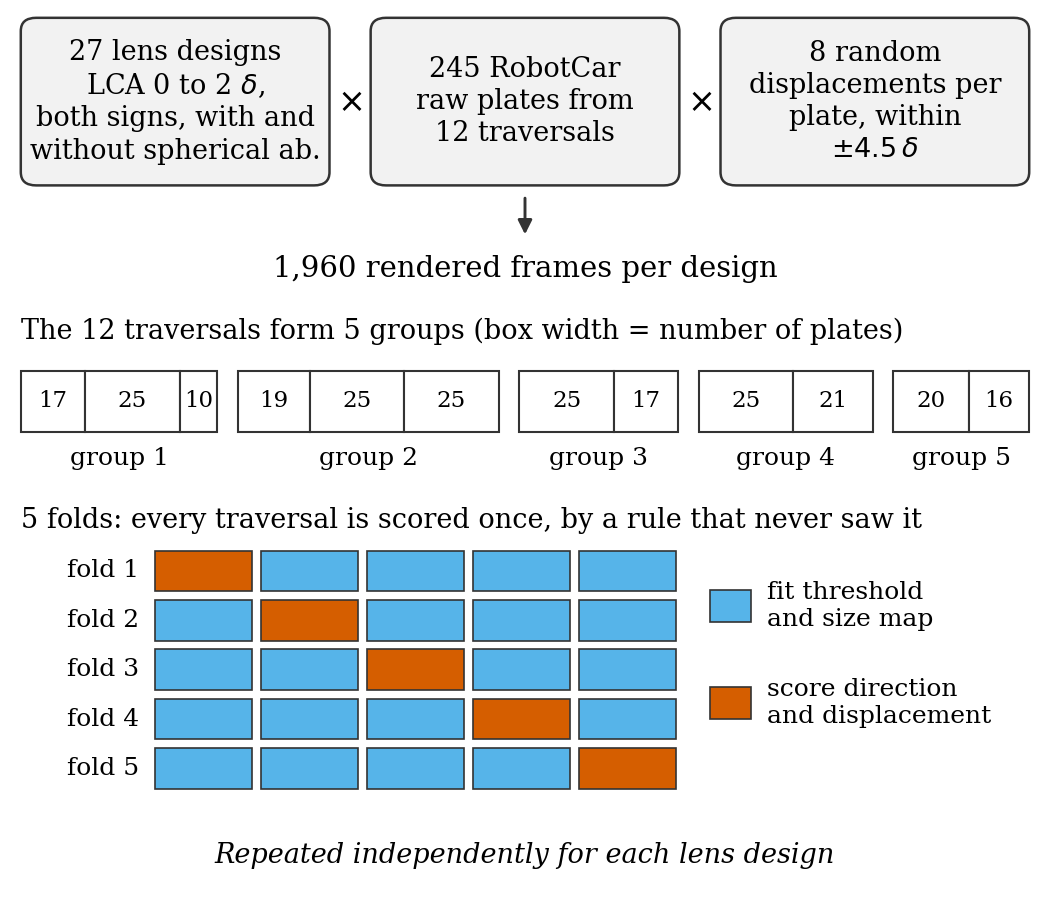 27 lens designs
LCA 0 to 2 δ,
both signs, with and
without spherical ab.
×
245 RobotCar
raw plates from
12 traversals
×
8 random
displacements per
plate, within
±4.5 δ
1,960 rendered frames per design
The 12 traversals form 5 groups (box width = number of plates)
17 25 10 19 25 25 25 17 25 21 20 16
group 1 group 2 group 3 group 4 group 5
5 folds: every traversal is scored once, by a rule that never saw it
fold 1
fold 2
fold 3
fold 4
fold 5
fit threshold
and size map
score direction
and displacement
Repeated independently for each lens design